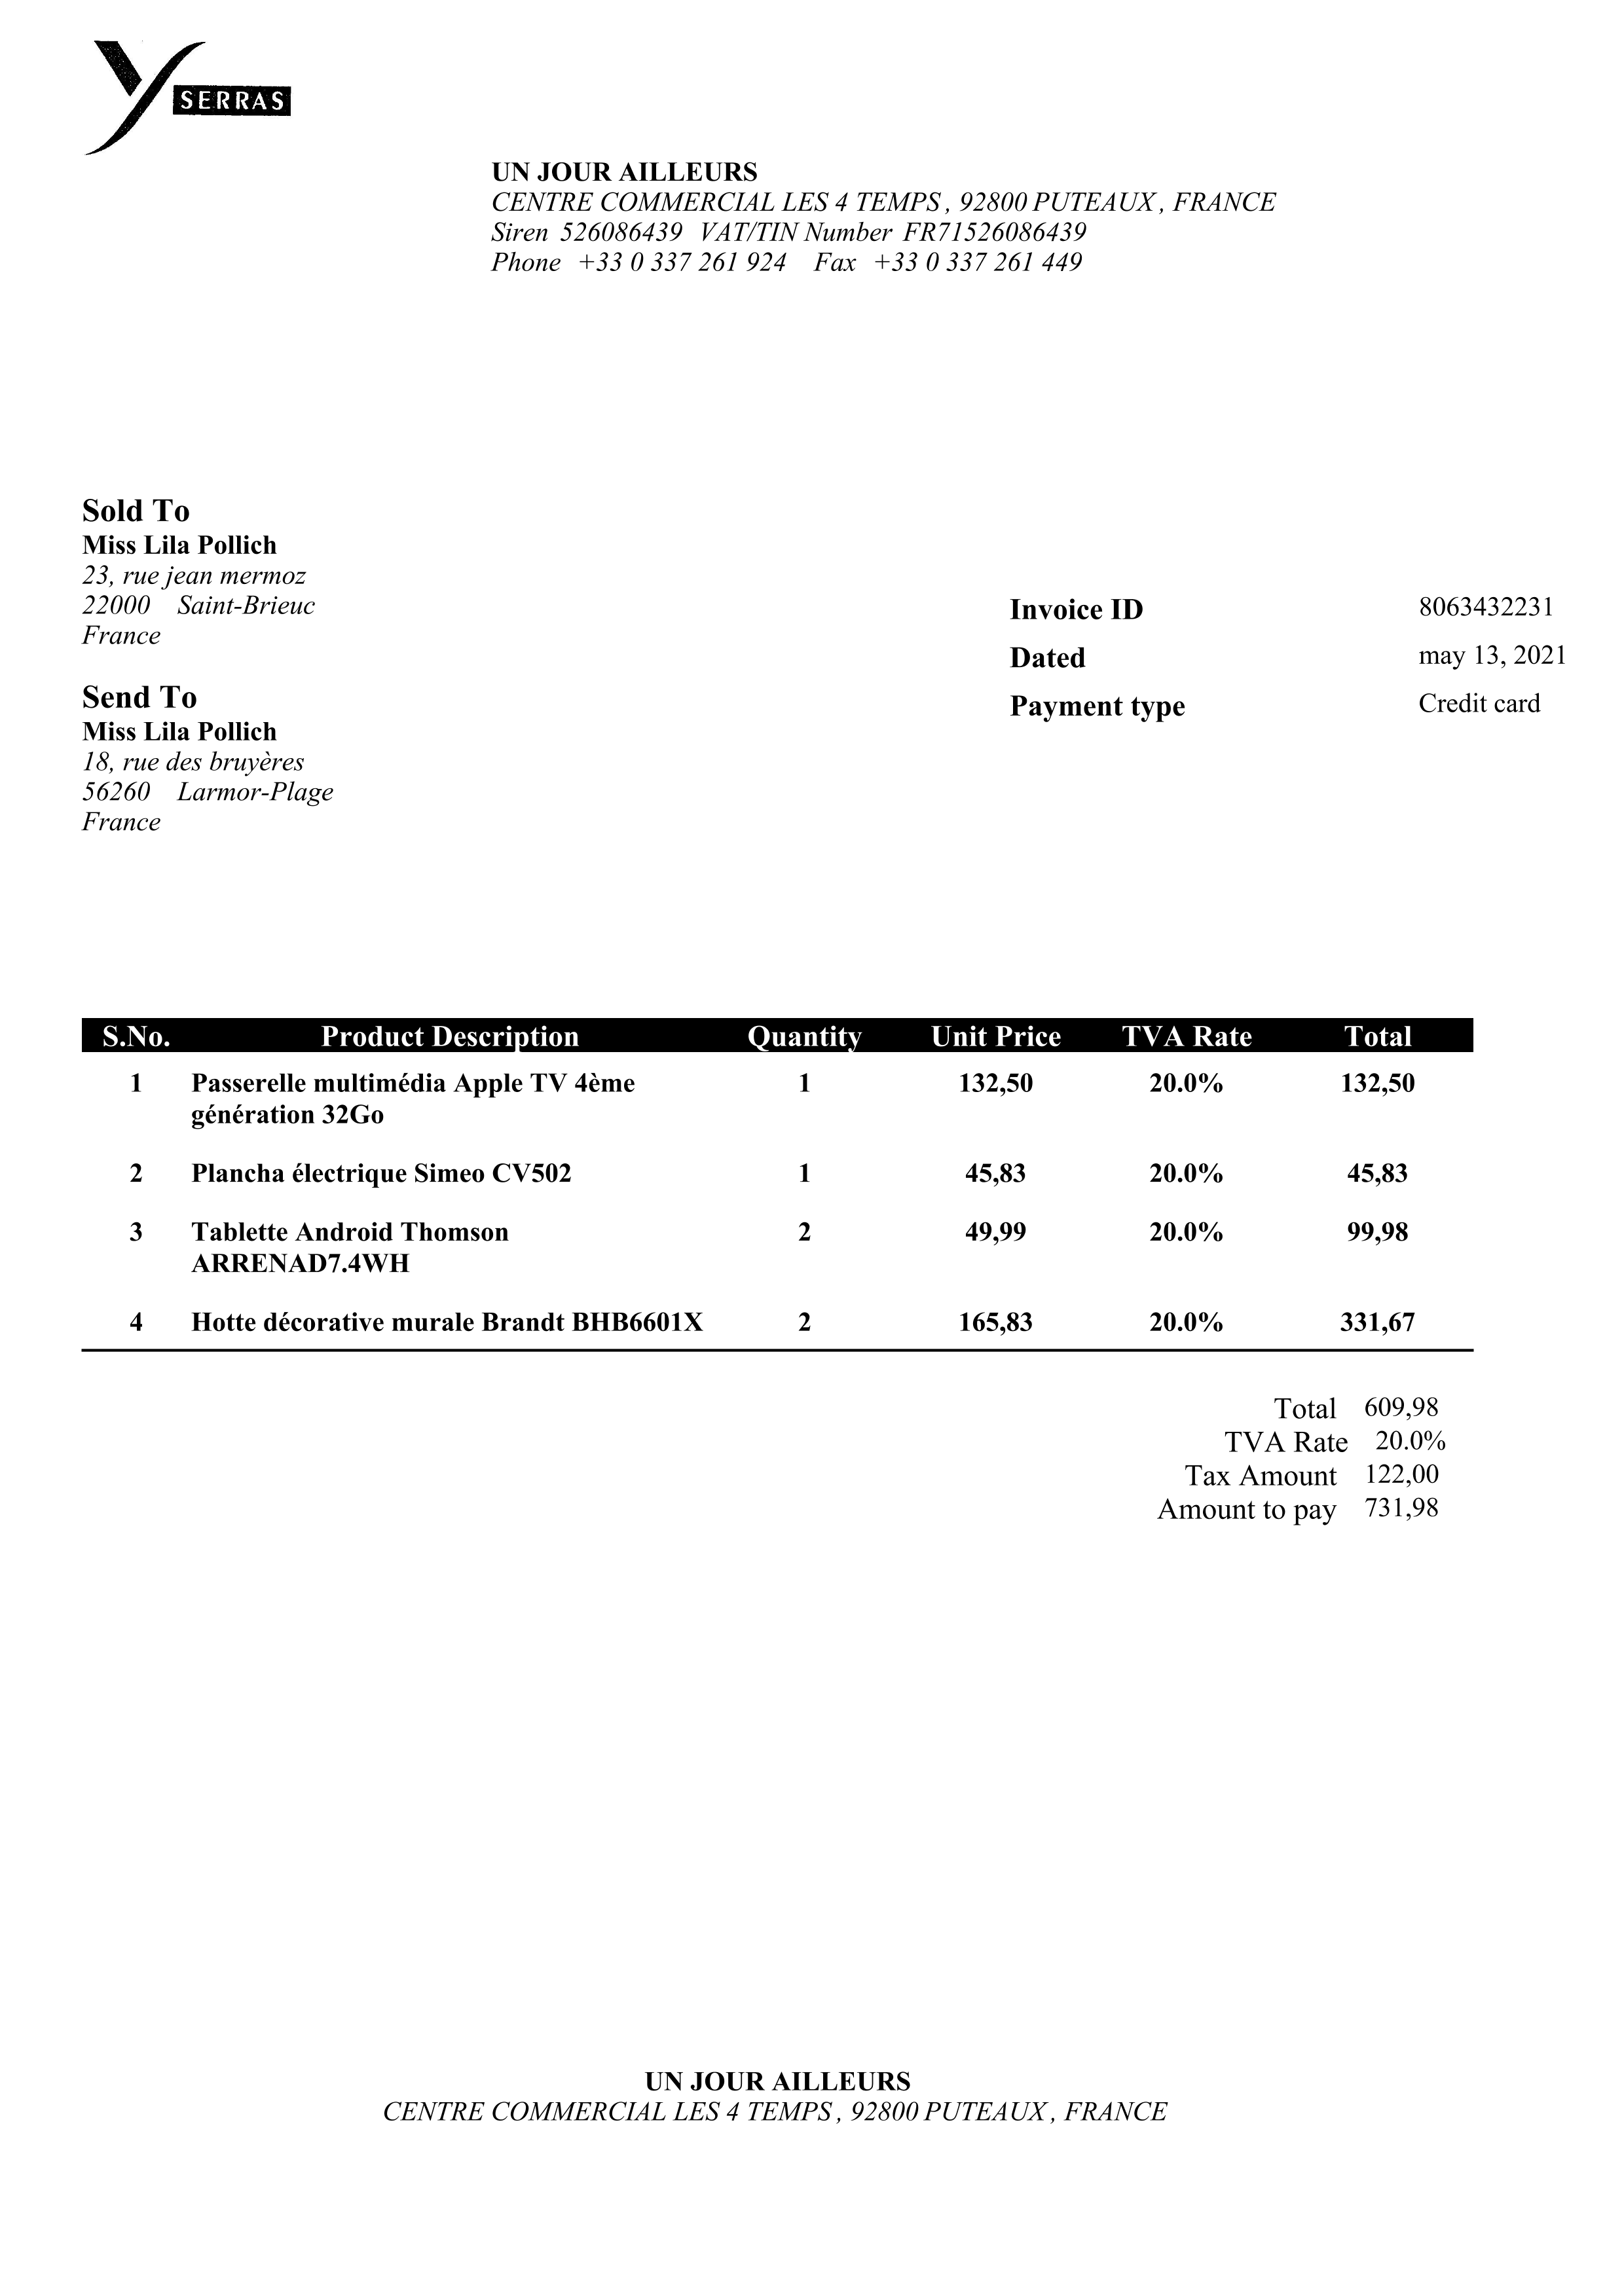 Y SERRAS
UN JOUR AILLEURS
CENTRE COMMERCIAL LES 4 TEMPS , 92800 PUTEAUX , FRANCE
Siren 526086439 VAT/TIN Number FR71526086439
Phone +33 0 337 261 924 Fax +33 0 337 261 449
Sold To
Miss Lila Pollich
23, rue jean mermoz
22000 Saint-Brieuc
France
Send To
Miss Lila Pollich
18, rue des bruyères
56260 Larmor-Plage
France
Invoice ID 8063432231
Dated may 13, 2021
Payment type Credit card
S.No. Product Description Quantity Unit Price TVA Rate Total
1 Passerelle multimédia Apple TV 4ème 1 132,50 20.0% 132,50
génération 32Go
2 Plancha électrique Simeo CV502 1 45,83 20.0% 45,83
3 Tablette Android Thomson 2 49,99 20.0% 99,98
ARRENAD7.4WH
4 Hotte décorative murale Brandt BHB6601X 2 165,83 20.0% 331,67
Total 609,98
TVA Rate 20.0%
Tax Amount 122,00
Amount to pay 731,98
UN JOUR AILLEURS
CENTRE COMMERCIAL LES 4 TEMPS , 92800 PUTEAUX , FRANCE